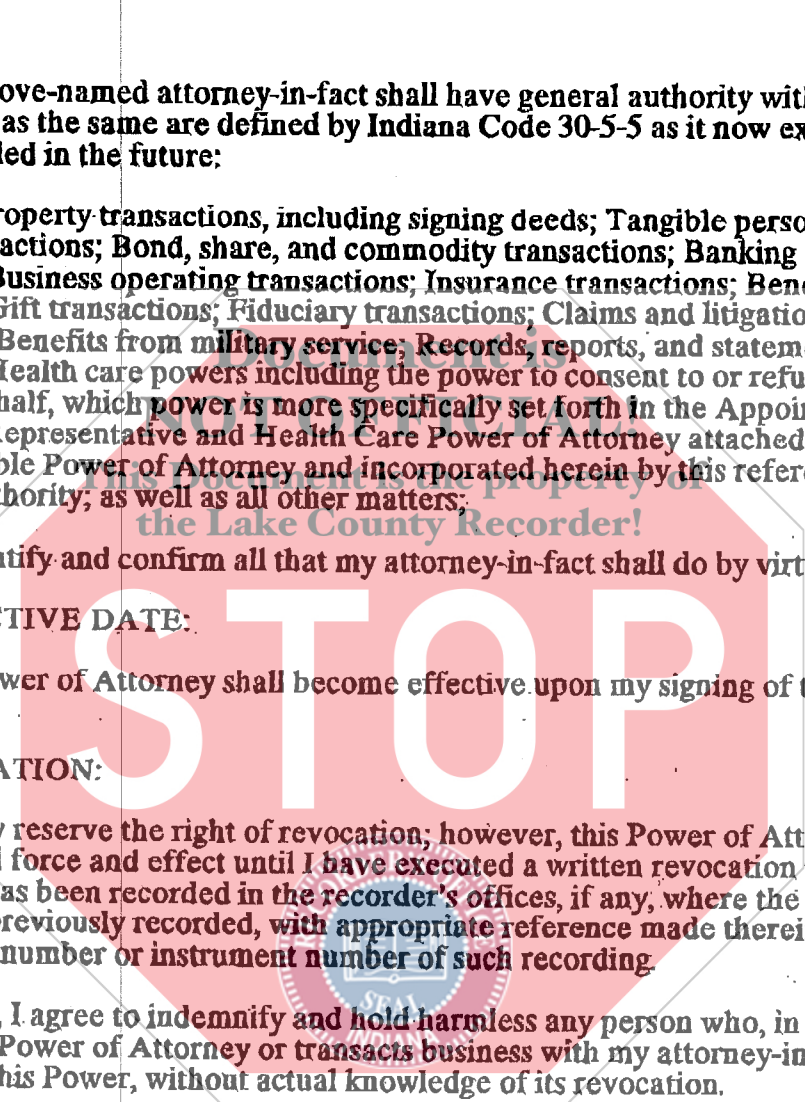 ove-named attorney-in-fact shall have general authority wit
as the same are defined by Indiana Code 30-5-5 as it now ex
led in the future:
roperty transactions, including signing deeds; Tangible perso
actions; Bond, share, and commodity transactions; Banking
Business operating transactions; Insurance transactions; Bene
Gift transactions; Fiduciary transactions; Claims and litigatio
Benefits from military service; Records, reports, and statem
Health care powers including the power to consent to or refu
half, which power is more specifically set forth in the Appoin
epresentative and Health Care Power of Attorney attached
ble Power of Attorney and incorporated herein by this refere
thority; as well as all other matters;
Document is
NOT OFFICIAL!
This Document is the property of
the Lake County Recorder!
atify and confirm all that my attorney-in-fact shall do by virt
CTIVE DATE:
STOP
wer of Attorney shall become effective upon my signing of t
ATION:
y reserve the right of revocation; however, this Power of Att
l force and effect until I have executed a written revocation
as been recorded in the recorder's offices, if any, where the
reviously recorded, with appropriate reference made therei
number or instrument number of such recording.
SEAL
INDIANA
, I agree to indemnify and hold harmless any person who, in
Power of Attorney or transacts business with my attorney-in
his Power, without actual knowledge of its revocation.